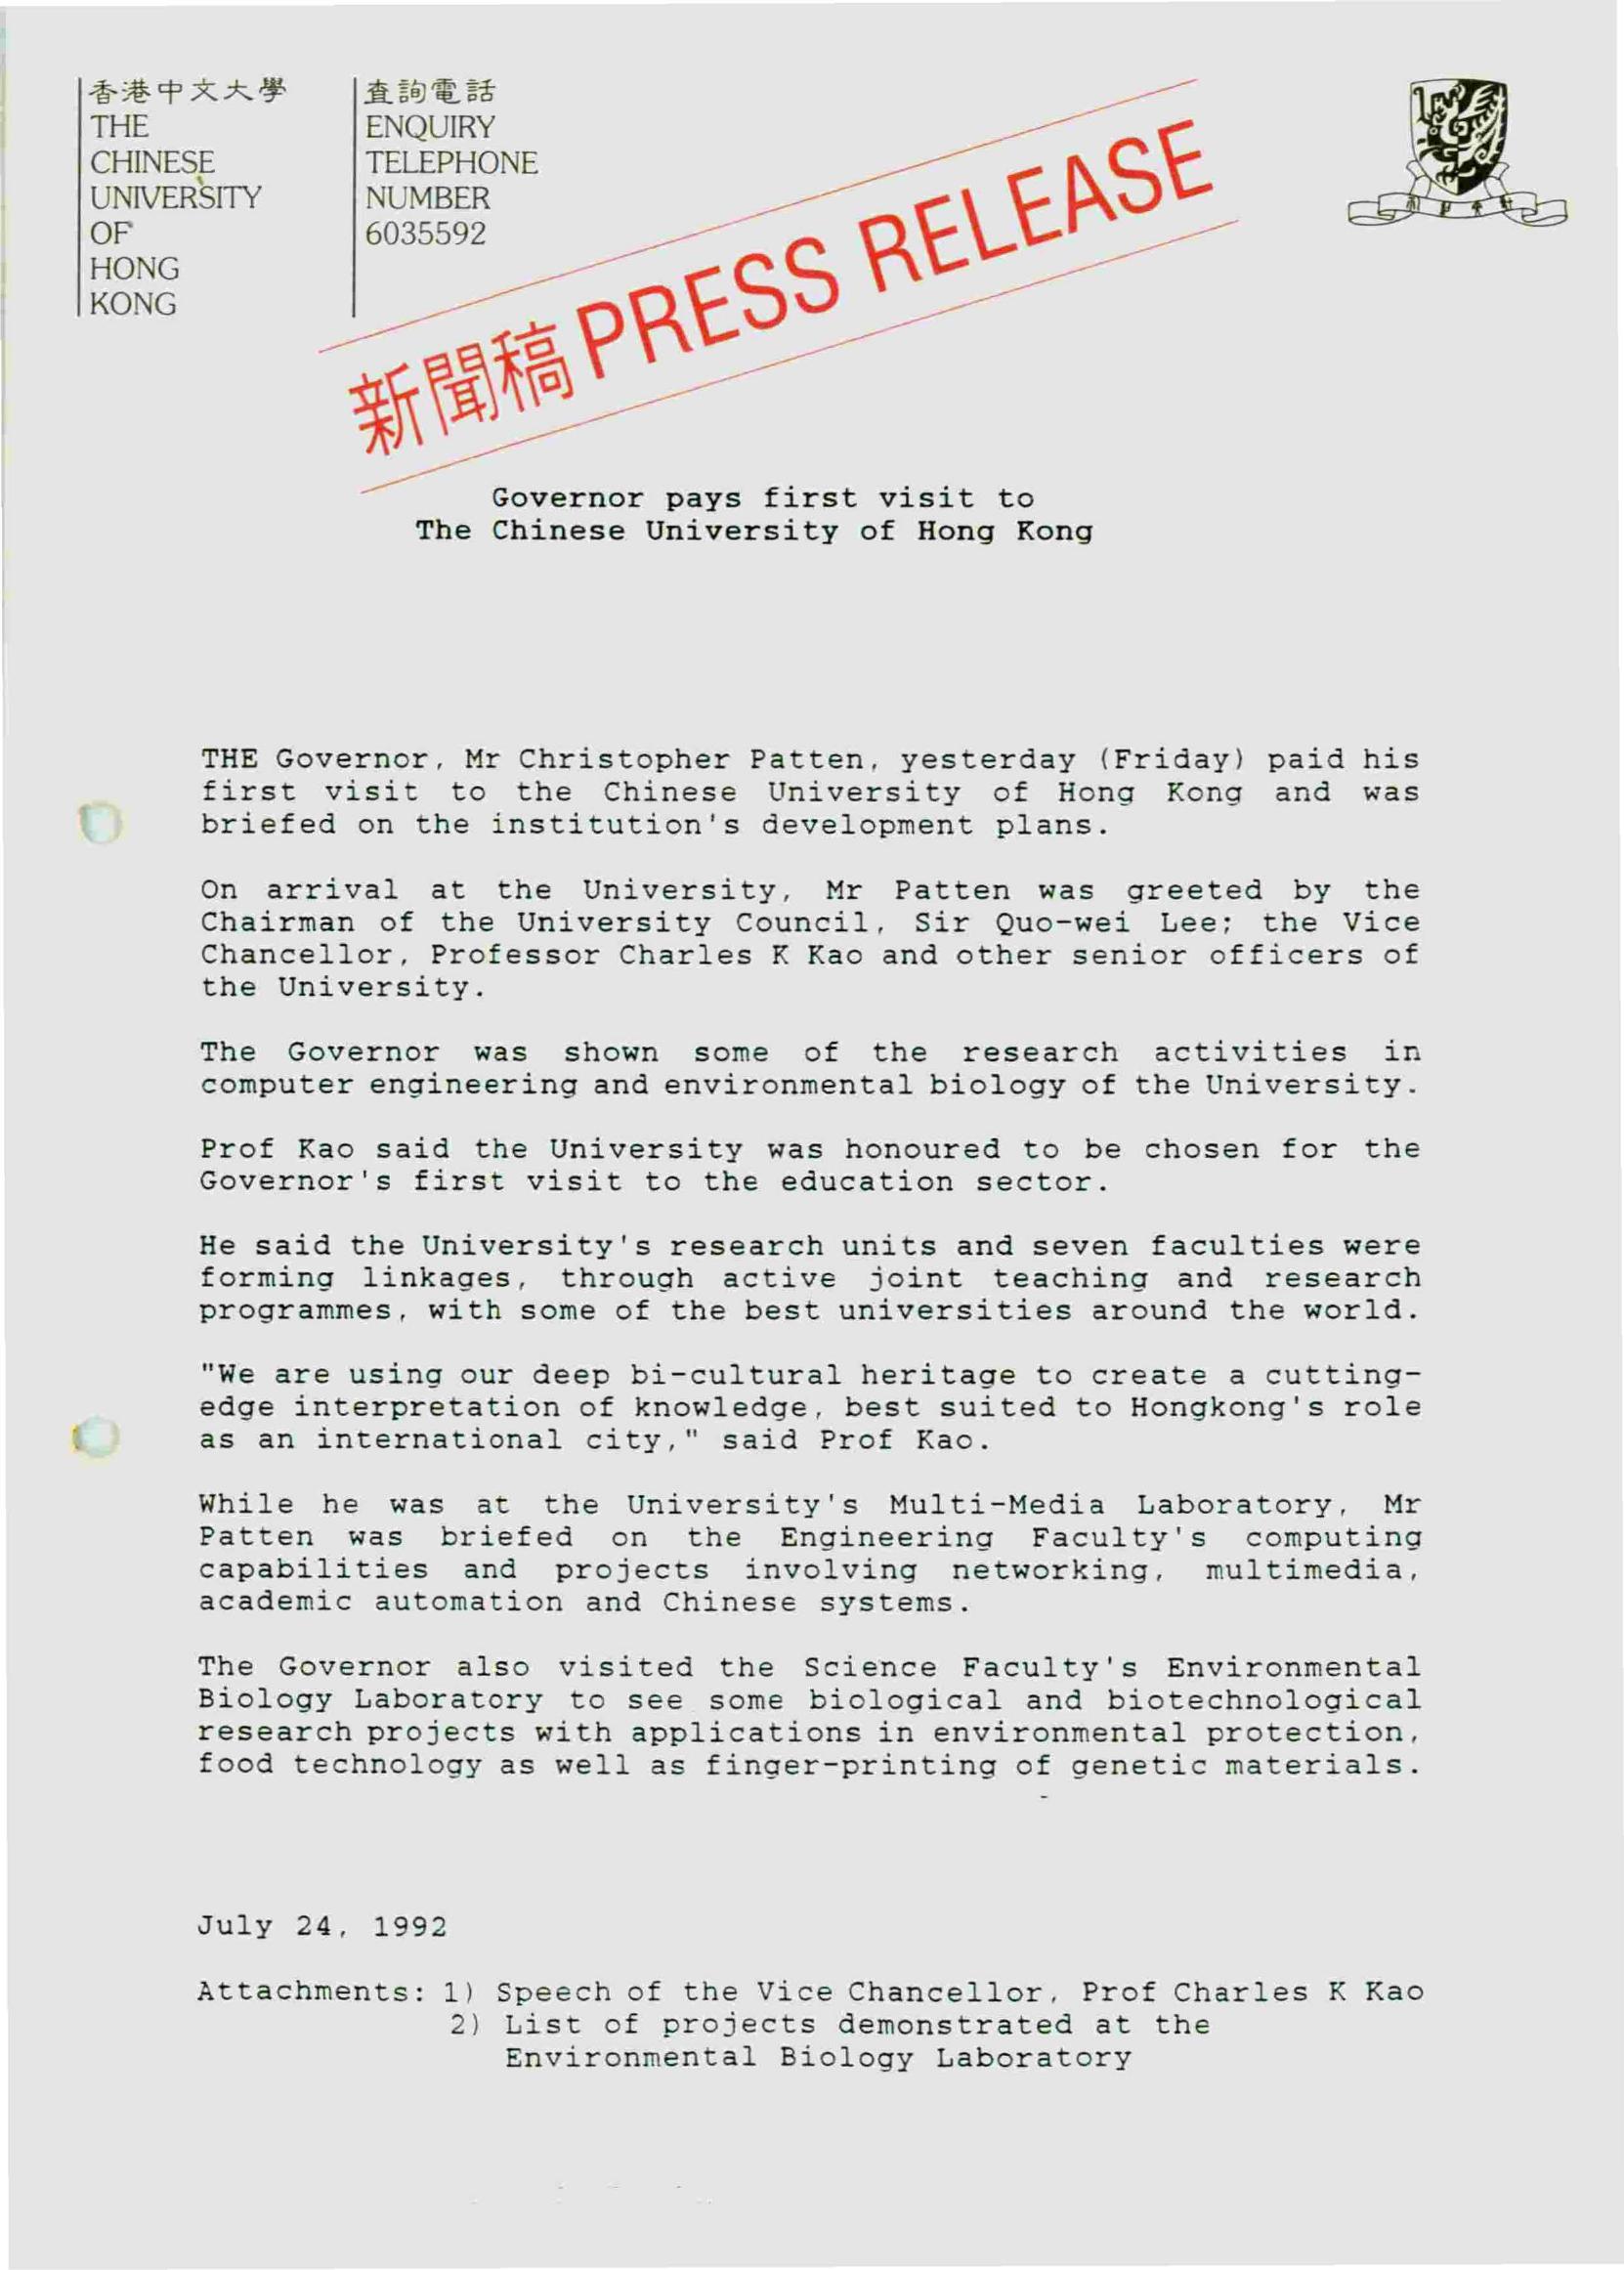 香港中文大學
THE
CHINESE
UNIVERSITY
OF
HONG
KONG
查詢電話
ENQUIRY
TELEPHONE
NUMBER
6035592
新聞稿 PRESS RELEASE
Governor pays first visit to
The Chinese University of Hong Kong
THE Governor, Mr Christopher Patten, yesterday (Friday) paid his
first visit to the Chinese University of Hong Kong and was
briefed on the institution's development plans.
On arrival at the University, Mr Patten was greeted by the
Chairman of the University Council, Sir Quo-wei Lee; the Vice
Chancellor, Professor Charles K Kao and other senior officers of
the University.
The Governor was shown some of the research activities in
computer engineering and environmental biology of the University.
Prof Kao said the University was honoured to be chosen for the
Governor's first visit to the education sector.
He said the University's research units and seven faculties were
forming linkages, through active joint teaching and research
programmes, with some of the best universities around the world.
"We are using our deep bi-cultural heritage to create a cutting-
edge interpretation of knowledge, best suited to Hongkong's role
as an international city," said Prof Kao.
While he was at the University's Multi-Media Laboratory, Mr
Patten was briefed on the Engineering Faculty's computing
capabilities and projects involving networking, multimedia,
academic automation and Chinese systems.
The Governor also visited the Science Faculty's Environmental
Biology Laboratory to see some biological and biotechnological
research projects with applications in environmental protection,
food technology as well as finger-printing of genetic materials.
July 24, 1992
Attachments: 1) Speech of the Vice Chancellor, Prof Charles K Kao
2) List of projects demonstrated at the
Environmental Biology Laboratory